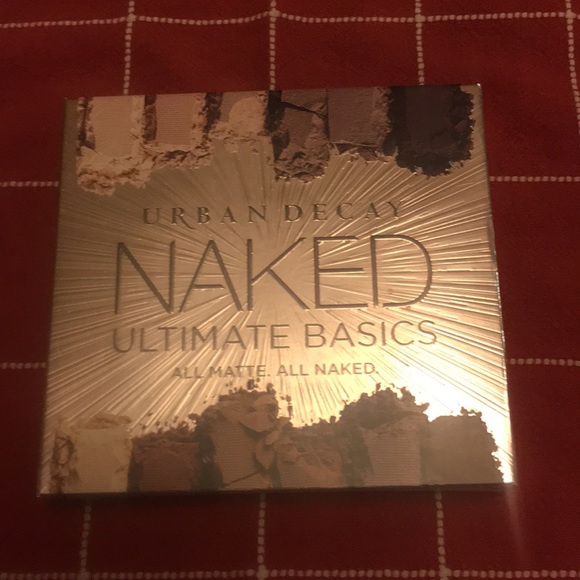 URBAN DECAY
NAKED
ULTIMATE BASICS
ALL MATTE. ALL NAKED.